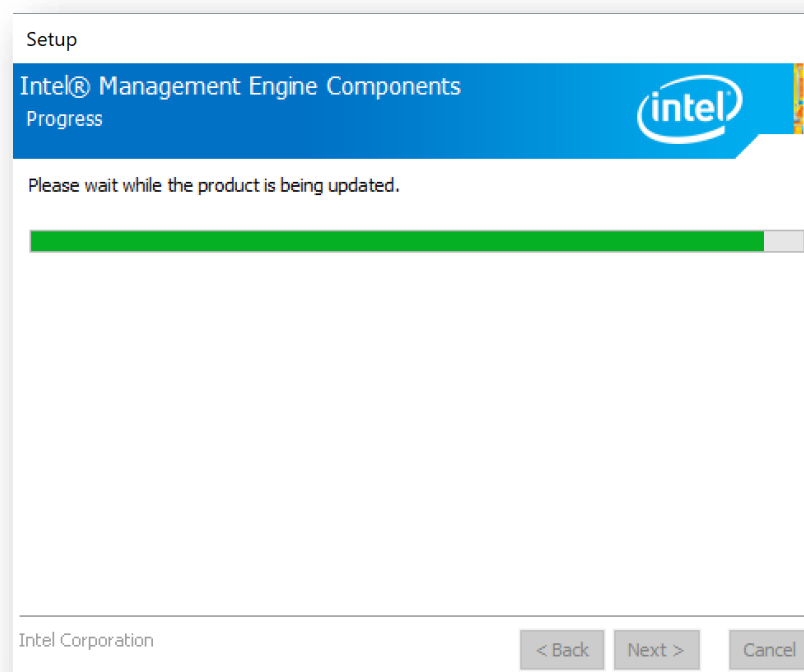 Setup
Intel® Management Engine Components
Progress
intel®
Please wait while the product is being updated.
Intel Corporation
< Back Next > Cancel